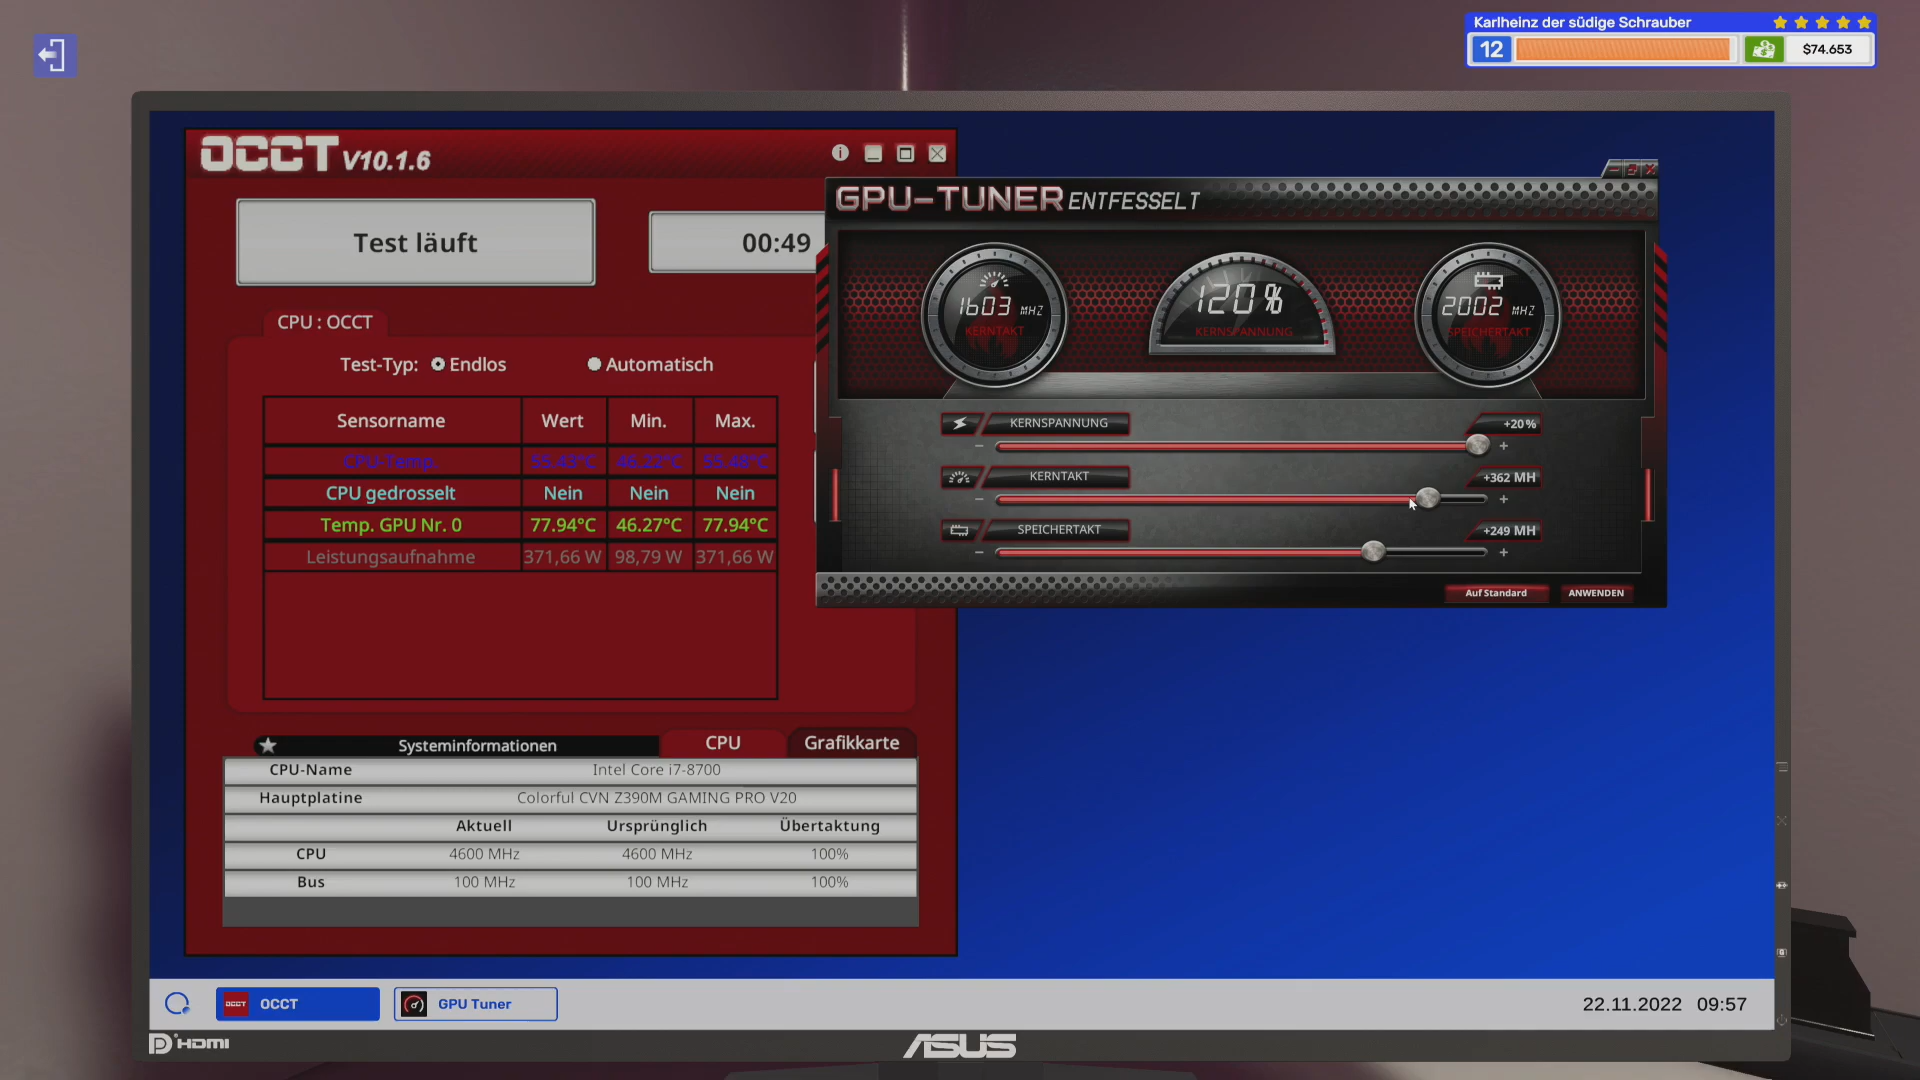 Karlheinz der südige Schrauber
12
$74.653
OCCT V10.1.6
Test läuft
00:49
CPU : OCCT
Test-Typ: Endlos Automatisch
Sensorname Wert Min. Max.
CPU-Temp. 55.43°C 46.22°C 55.48°C
CPU gedrosselt Nein Nein Nein
Temp. GPU Nr. 0 77.94°C 46.27°C 77.94°C
Leistungsaufnahme 371,66 W 98,79 W 371,66 W
Systeminformationen CPU Grafikkarte
CPU-Name Intel Core i7-8700
Hauptplatine Colorful CVN Z390M GAMING PRO V20
Aktuell Ursprünglich Übertaktung
CPU 4600 MHz 4600 MHz 100%
Bus 100 MHz 100 MHz 100%
GPU-TUNER ENTFESSELT
1603 MHZ
KERNTAKT
120%
KERNSPANNUNG
2002 MHZ
SPEICHERTAKT
KERNSPANNUNG +20%
KERNTAKT +362 MH
SPEICHERTAKT +249 MH
Auf Standard ANWENDEN
OCCT OCCT
GPU Tuner
22.11.2022 09:57
HDMI
ASUS